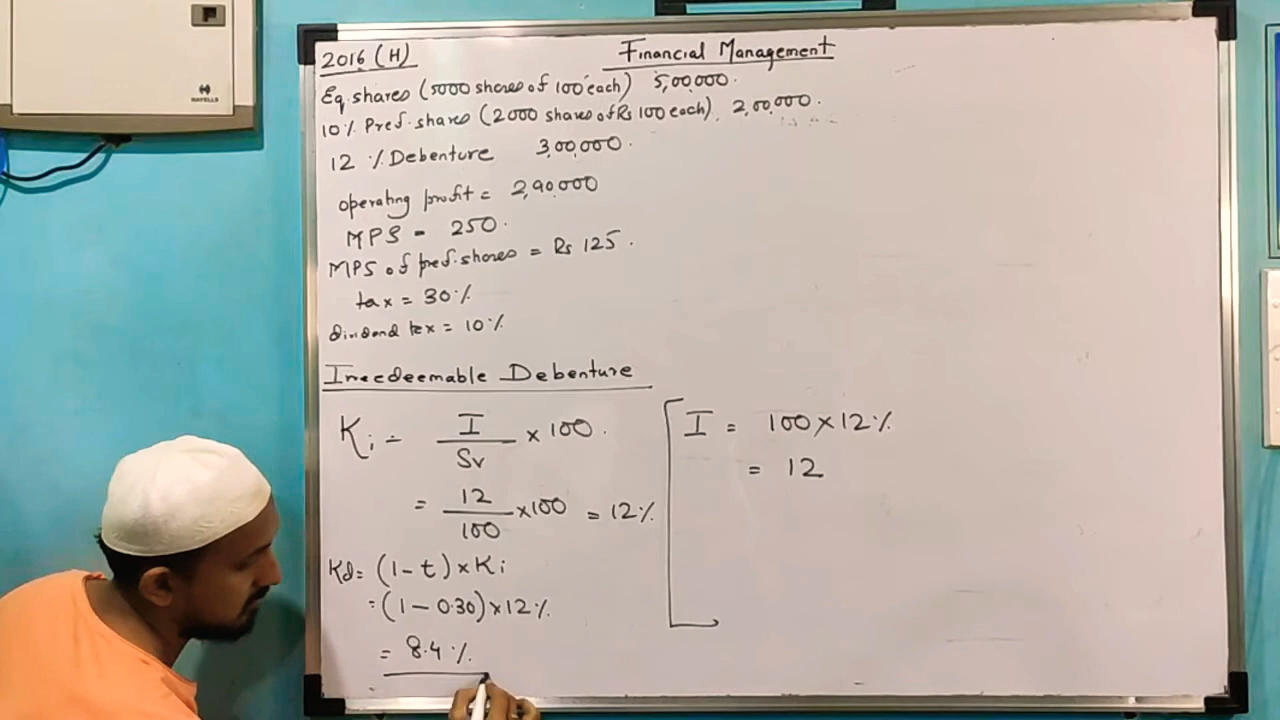 HAVELLS
2016 (H)
Financial Management
Eq. shares (5000 shares of 100 each) 5,00,000.
10% Pref. shares (2000 shares of Rs 100 each). 2,00,000.
12 % Debenture 3,00,000.
operating profit = 2,90,000
MPS = 250.
MPS of pref. shares = Rs 125.
tax = 30%
dividend tax = 10%
Irredeemable Debenture
Ki = I / Sv × 100.
= 12 / 100 ×100 = 12%
Kd = (1-t) × Ki
= (1-0.30) × 12%
= 8.4%
I = 100 × 12%
= 12